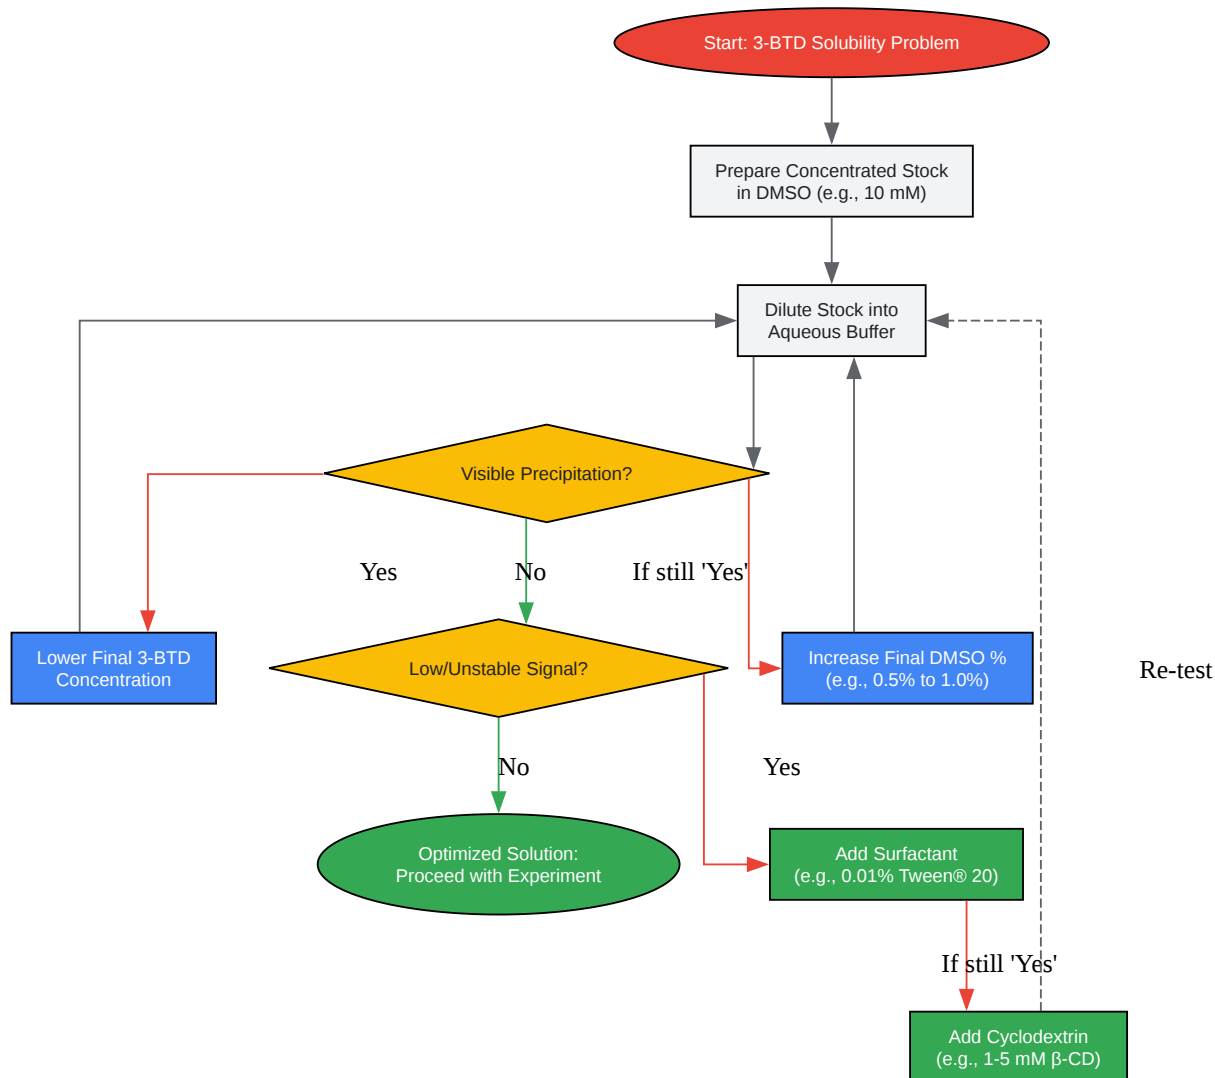 Start: 3-BTD Solubility Problem
Prepare Concentrated Stock
in DMSO (e.g., 10 mM)
Dilute Stock into
Aqueous Buffer
Visible Precipitation?
Yes
No
If still 'Yes'
Lower Final 3-BTD
Concentration
Low/Unstable Signal?
Increase Final DMSO %
(e.g., 0.5% to 1.0%)
Re-test
No
Yes
Optimized Solution:
Proceed with Experiment
Add Surfactant
(e.g., 0.01% Tween® 20)
If still 'Yes'
Add Cyclodextrin
(e.g., 1-5 mM β-CD)